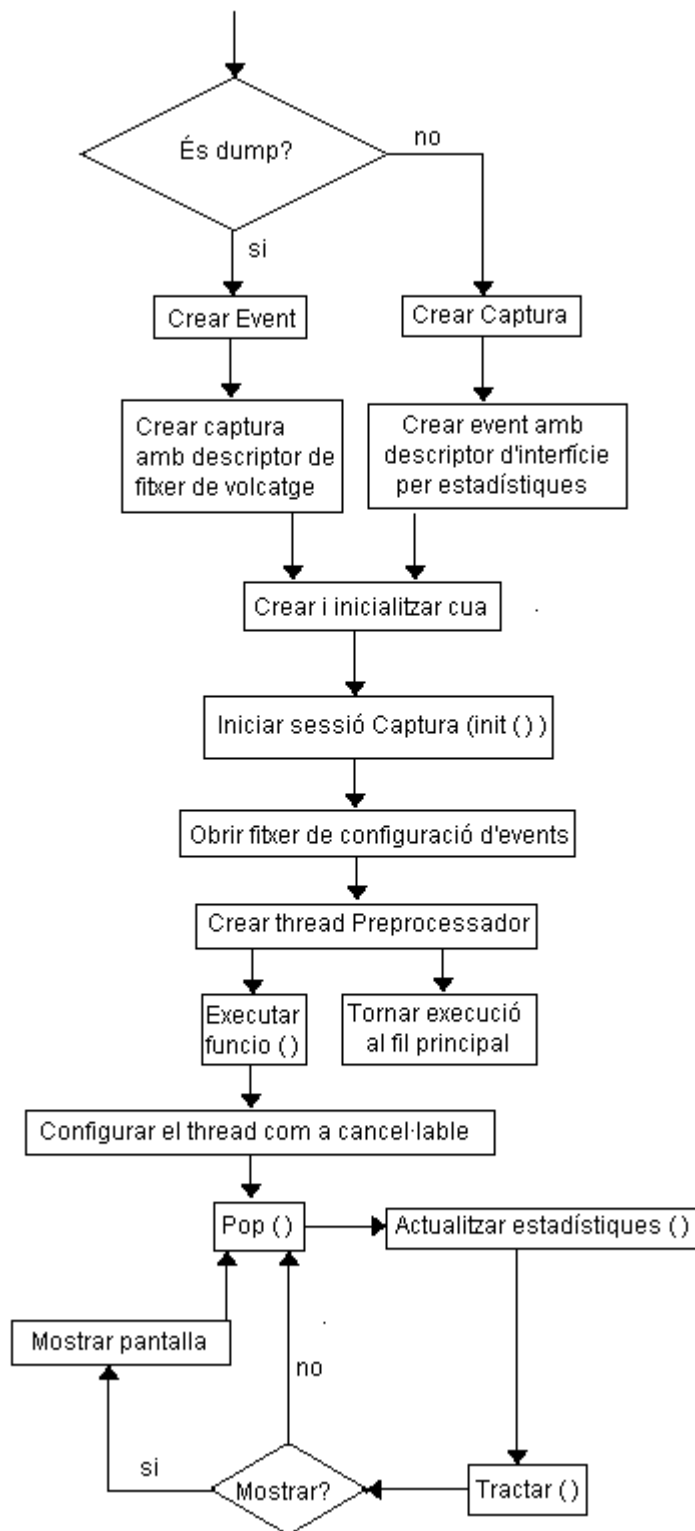 És dump?
no
si
Crear Event
Crear Captura
Crear captura
amb descriptor de
fitxer de volcatge
Crear event amb
descriptor d'interfície
per estadístiques
Crear i inicialitzar cua
Iniciar sessió Captura (init ( ) )
Obrir fitxer de configuració d'events
Crear thread Preprocessador
Executar
funcio ( )
Tornar execució
al fil principal
Configurar el thread com a cancel·lable
Pop ( )
Actualitzar estadístiques ( )
Mostrar pantalla
no
si
Mostrar?
Tractar ( )